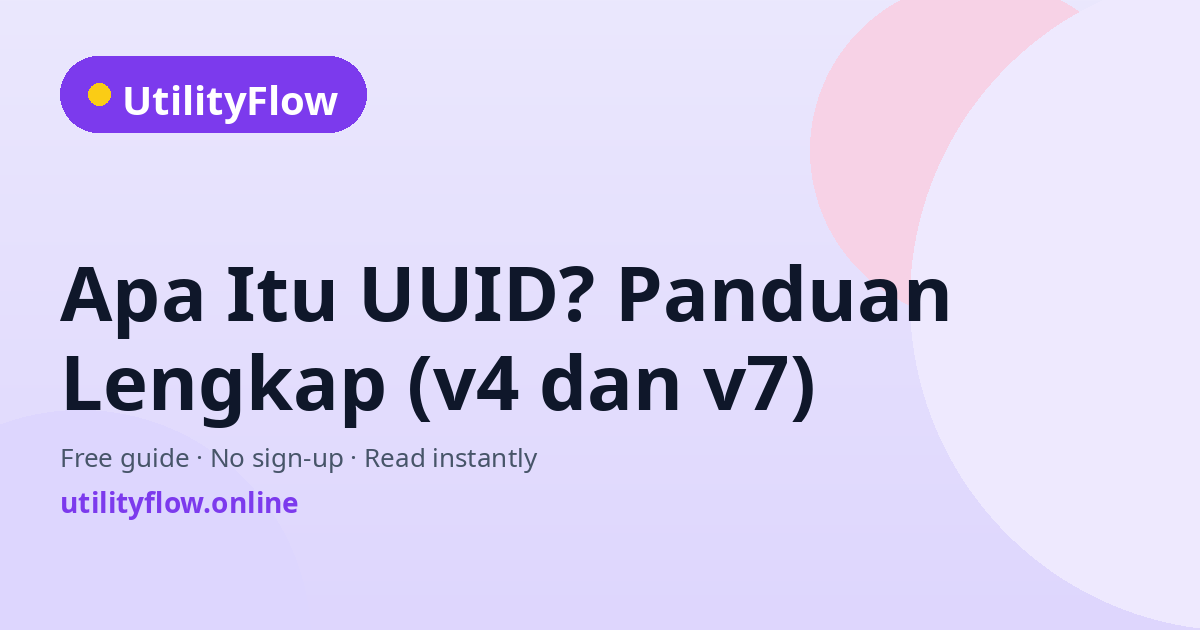 UtilityFlow
Apa Itu UUID? Panduan
Lengkap (v4 dan v7)
Free guide · No sign-up · Read instantly
utilityflow.online